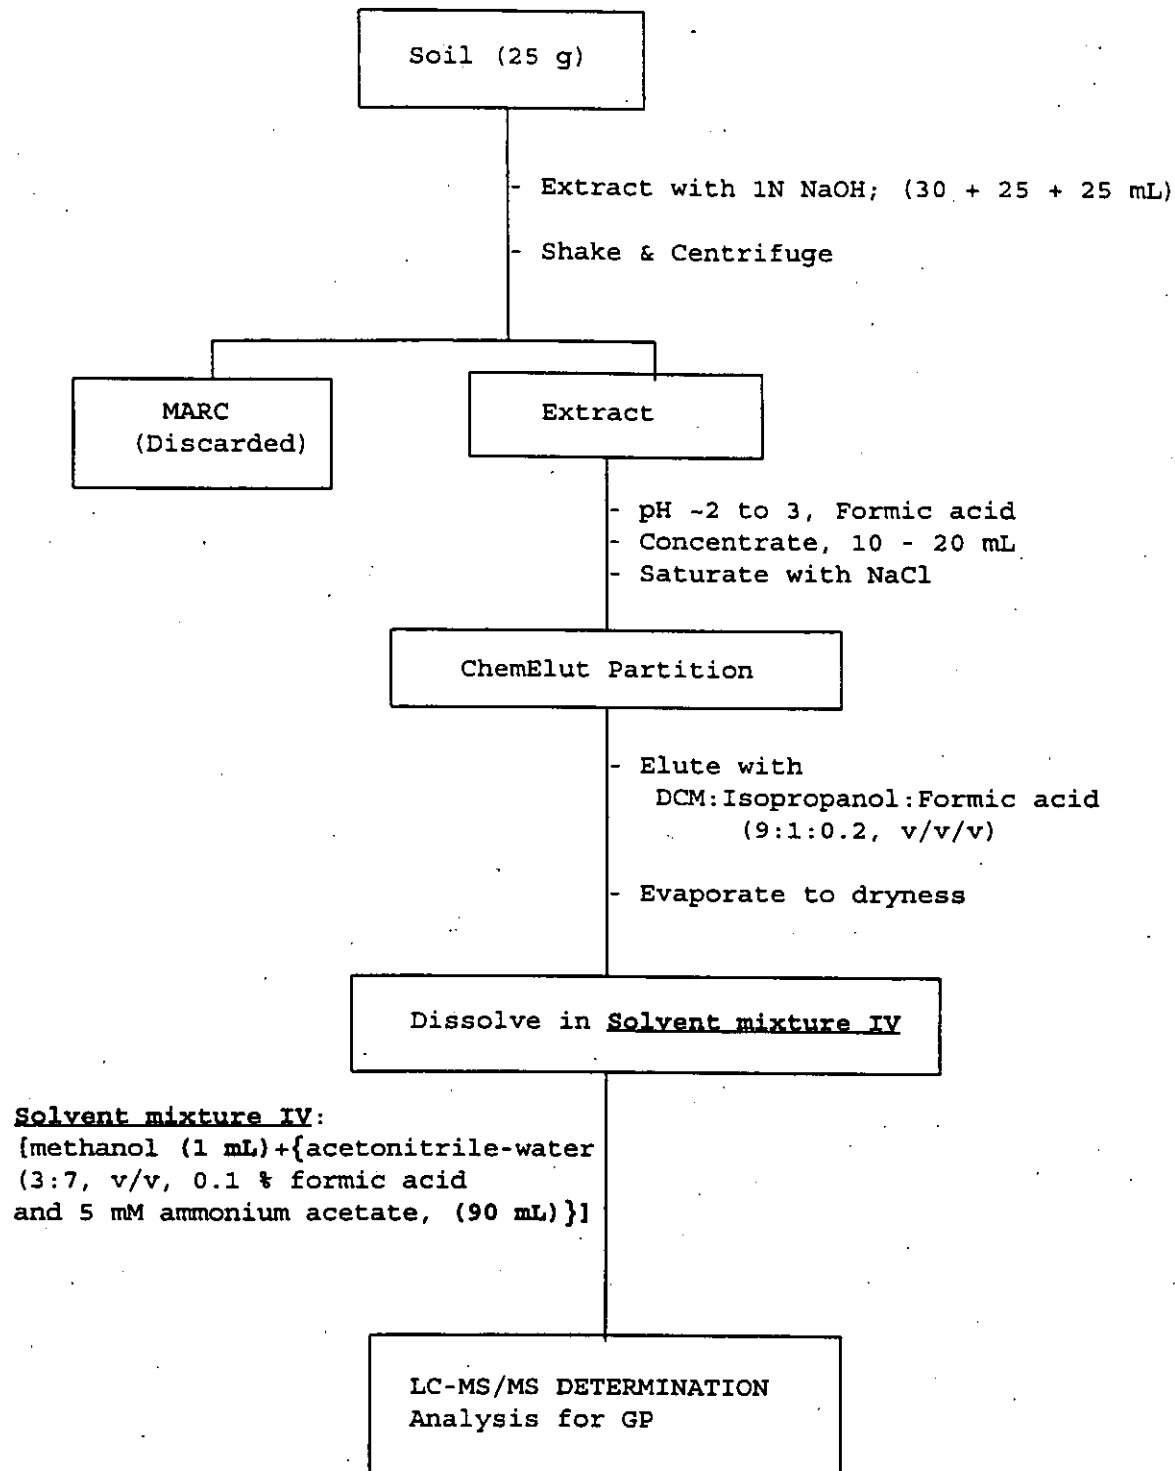 Soil (25 g)
- Extract with 1N NaOH; (30 + 25 + 25 mL)
- Shake & Centrifuge
MARC
(Discarded)
Extract
- pH ~2 to 3, Formic acid
- Concentrate, 10 - 20 mL
- Saturate with NaCl
ChemElut Partition
- Elute with
DCM:Isopropanol:Formic acid
(9:1:0.2, v/v/v)
- Evaporate to dryness
Dissolve in Solvent mixture IV
Solvent mixture IV:
[methanol (1 mL)+{acetonitrile-water
(3:7, v/v, 0.1 % formic acid
and 5 mM ammonium acetate, (90 mL)}]
LC-MS/MS DETERMINATION
Analysis for GP